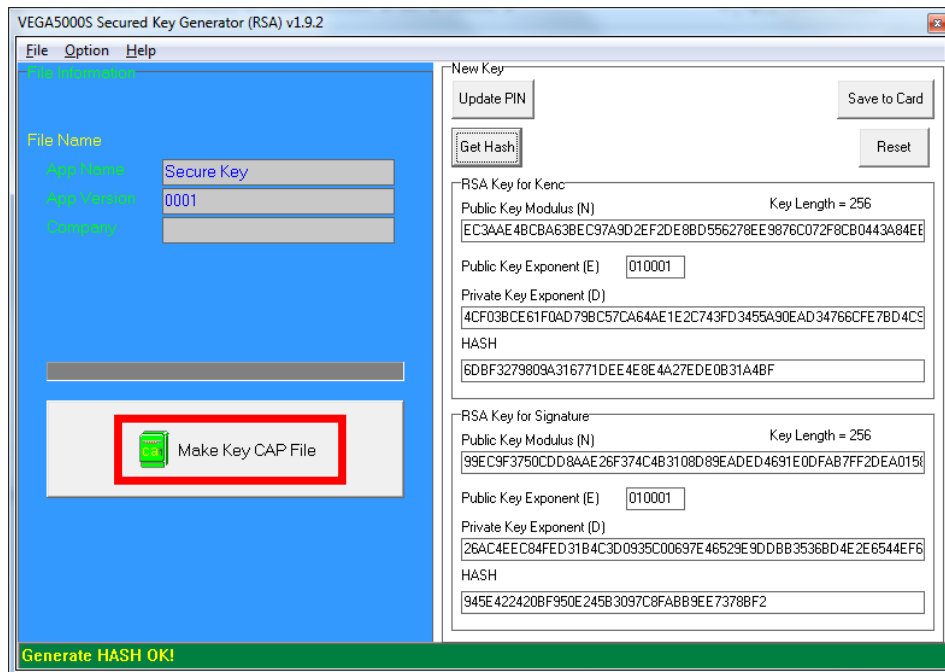 VEGA5000S Secured Key Generator (RSA) v1.9.2
File Option Help
File Information
File Name
App Name
Secure Key
App Version
0001
Company
Make Key CAP File
New Key
Update PIN
Save to Card
Get Hash
Reset
RSA Key for Kenc
Public Key Modulus (N)
Key Length = 256
EC3AAE4BCBA63BEC97A9D2EF2DE8BD556278EE9876C072F8CB0443A84EE
Public Key Exponent (E)
010001
Private Key Exponent (D)
4CF03BCE61F0AD79BC57CA64AE1E2C743FD3455A90EAD34766CFE7BD4C9
HASH
6DBF3279809A316771DEE4E8E4A27EDE0B31A4BF
RSA Key for Signature
Public Key Modulus (N)
Key Length = 256
99EC9F3750CDD8AAE26F374C4B3108D89EADED4691E0DFAB7FF2DEA0158
Public Key Exponent (E)
010001
Private Key Exponent (D)
26AC4EEC84FED31B4C3D0935C00697E46529E9DDBB3536BD4E2E6544EF6
HASH
945E422420BF950E245B3097C8FABB9EE7378BF2
Generate HASH OK!